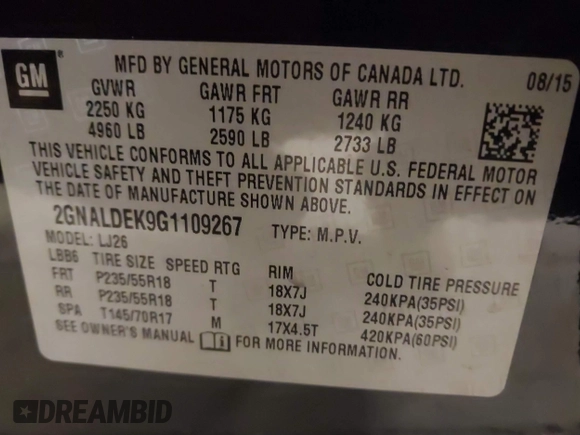 GM
MFD BY GENERAL MOTORS OF CANADA LTD. 08/15
GVWR GAWR FRT GAWR RR
2250 KG 1175 KG 1240 KG
4960 LB 2590 LB 2733 LB
THIS VEHICLE CONFORMS TO ALL APPLICABLE U.S. FEDERAL MOTOR
VEHICLE SAFETY AND THEFT PREVENTION STANDARDS IN EFFECT ON
THE DATE OF MANUFACTURE SHOWN ABOVE.
2GNALDEK9G1109267 TYPE: M.P.V.
MODEL: LJ26
LBB6 TIRE SIZE SPEED RTG RIM COLD TIRE PRESSURE
FRT P235/55R18 T 18X7J 240KPA(35PSI)
RR P235/55R18 T 18X7J 240KPA(35PSI)
SPA T145/70R17 M 17X4.5T 420KPA(60PSI)
SEE OWNER'S MANUAL FOR MORE INFORMATION.
DREAMBID